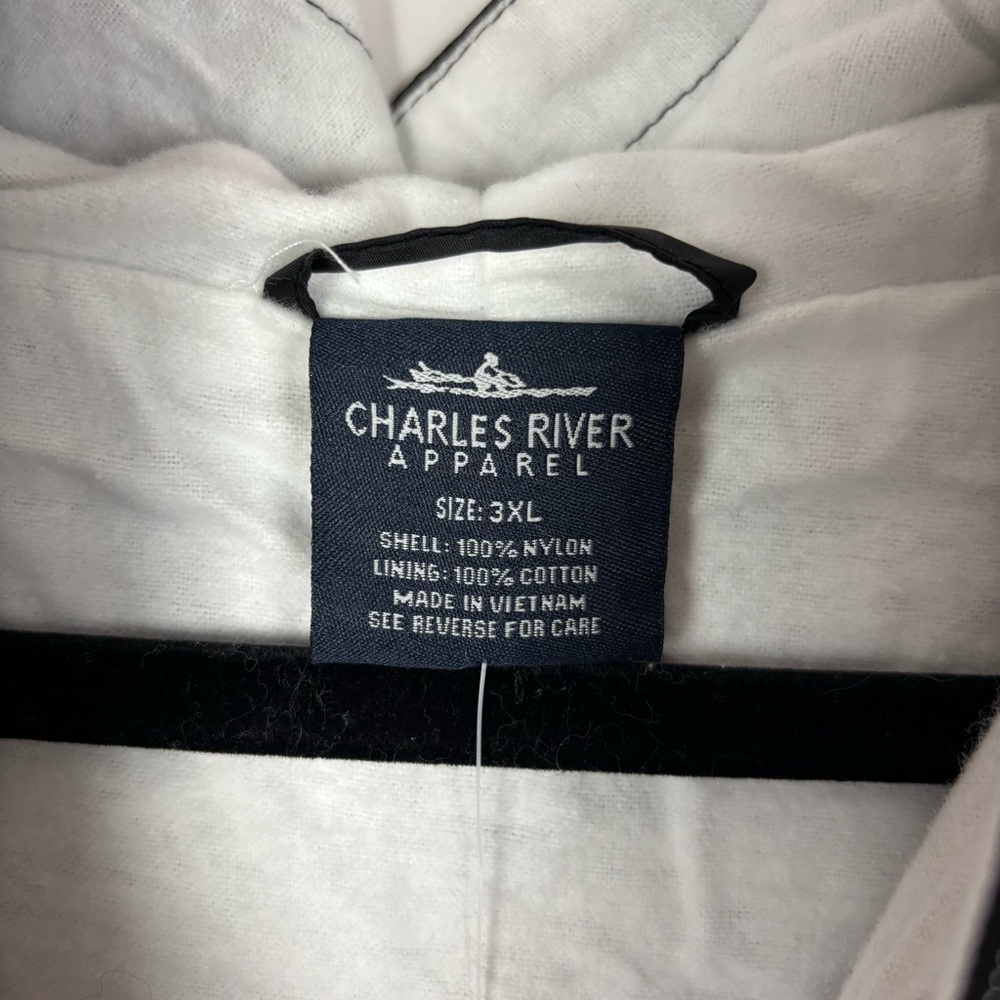 CHARLES RIVER
APPAREL
SIZE: 3XL
SHELL: 100% NYLON
LINING: 100% COTTON
MADE IN VIETNAM
SEE REVERSE FOR CARE